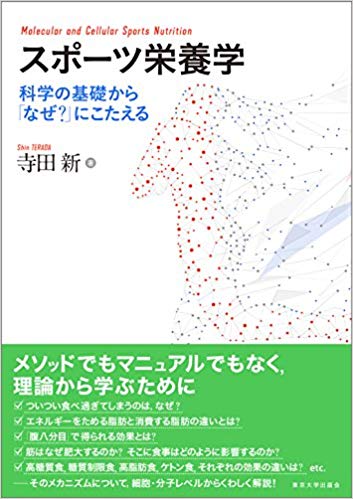 Molecular and Cellular Sports Nutrition
スポーツ栄養学
科学の基礎から
「なぜ?」にこたえる
Shin TERADA
寺田 新 著
メソッドでもマニュアルでもなく,
理論から学ぶために
ついつい食べ過ぎてしまうのは, なぜ?
エネルギーをためる脂肪と消費する脂肪の違いとは?
「腹八分目」で得られる効果とは?
筋はなぜ肥大するのか? そこに食事はどのように影響するのか?
高糖質食, 糖質制限食, 高脂肪食, ケトン食, それぞれの効果の違いは? etc.
——そのメカニズムについて, 細胞・分子レベルからくわしく解説!
東京大学出版会